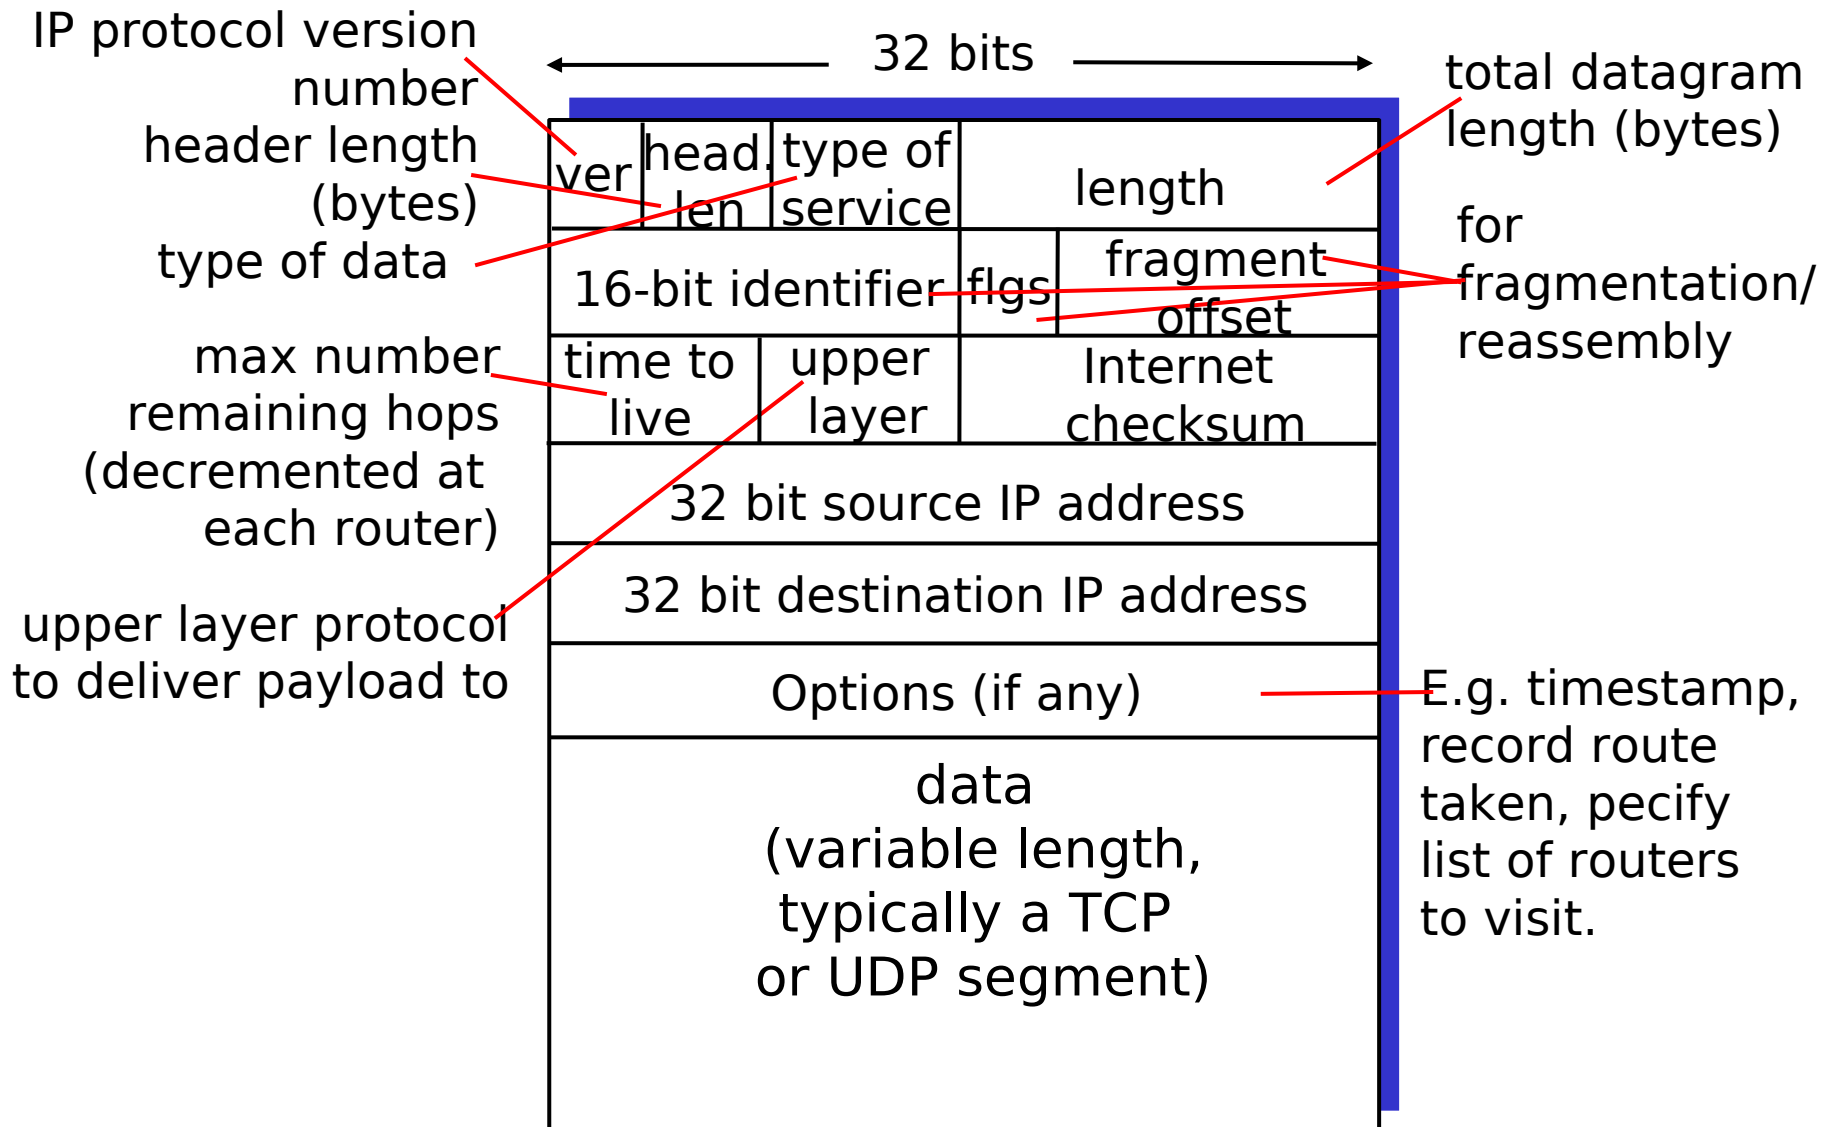 IP protocol version
number
header length
(bytes)
type of data
max number
remaining hops
(decremented at
each router)
upper layer protocol
to deliver payload to
32 bits
ver
head.
len
type of
service
length
16-bit identifier
flgs
fragment
offset
time to
live
upper
layer
Internet
checksum
32 bit source IP address
32 bit destination IP address
Options (if any)
data
(variable length,
typically a TCP
or UDP segment)
total datagram
length (bytes)
for
fragmentation/
reassembly
E.g. timestamp,
record route
taken, pecify
list of routers
to visit.